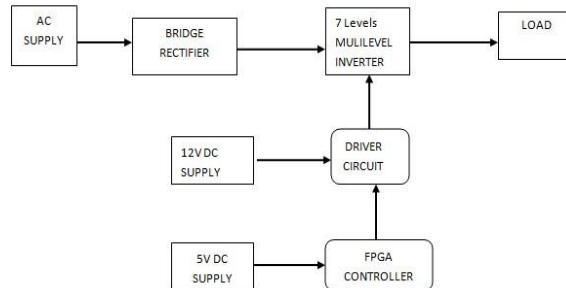 AC
SUPPLY
BRIDGE
RECTIFIER
7 Levels
MULILEVEL
INVERTER
LOAD
12V DC
SUPPLY
DRIVER
CIRCUIT
5V DC
SUPPLY
FPGA
CONTROLLER